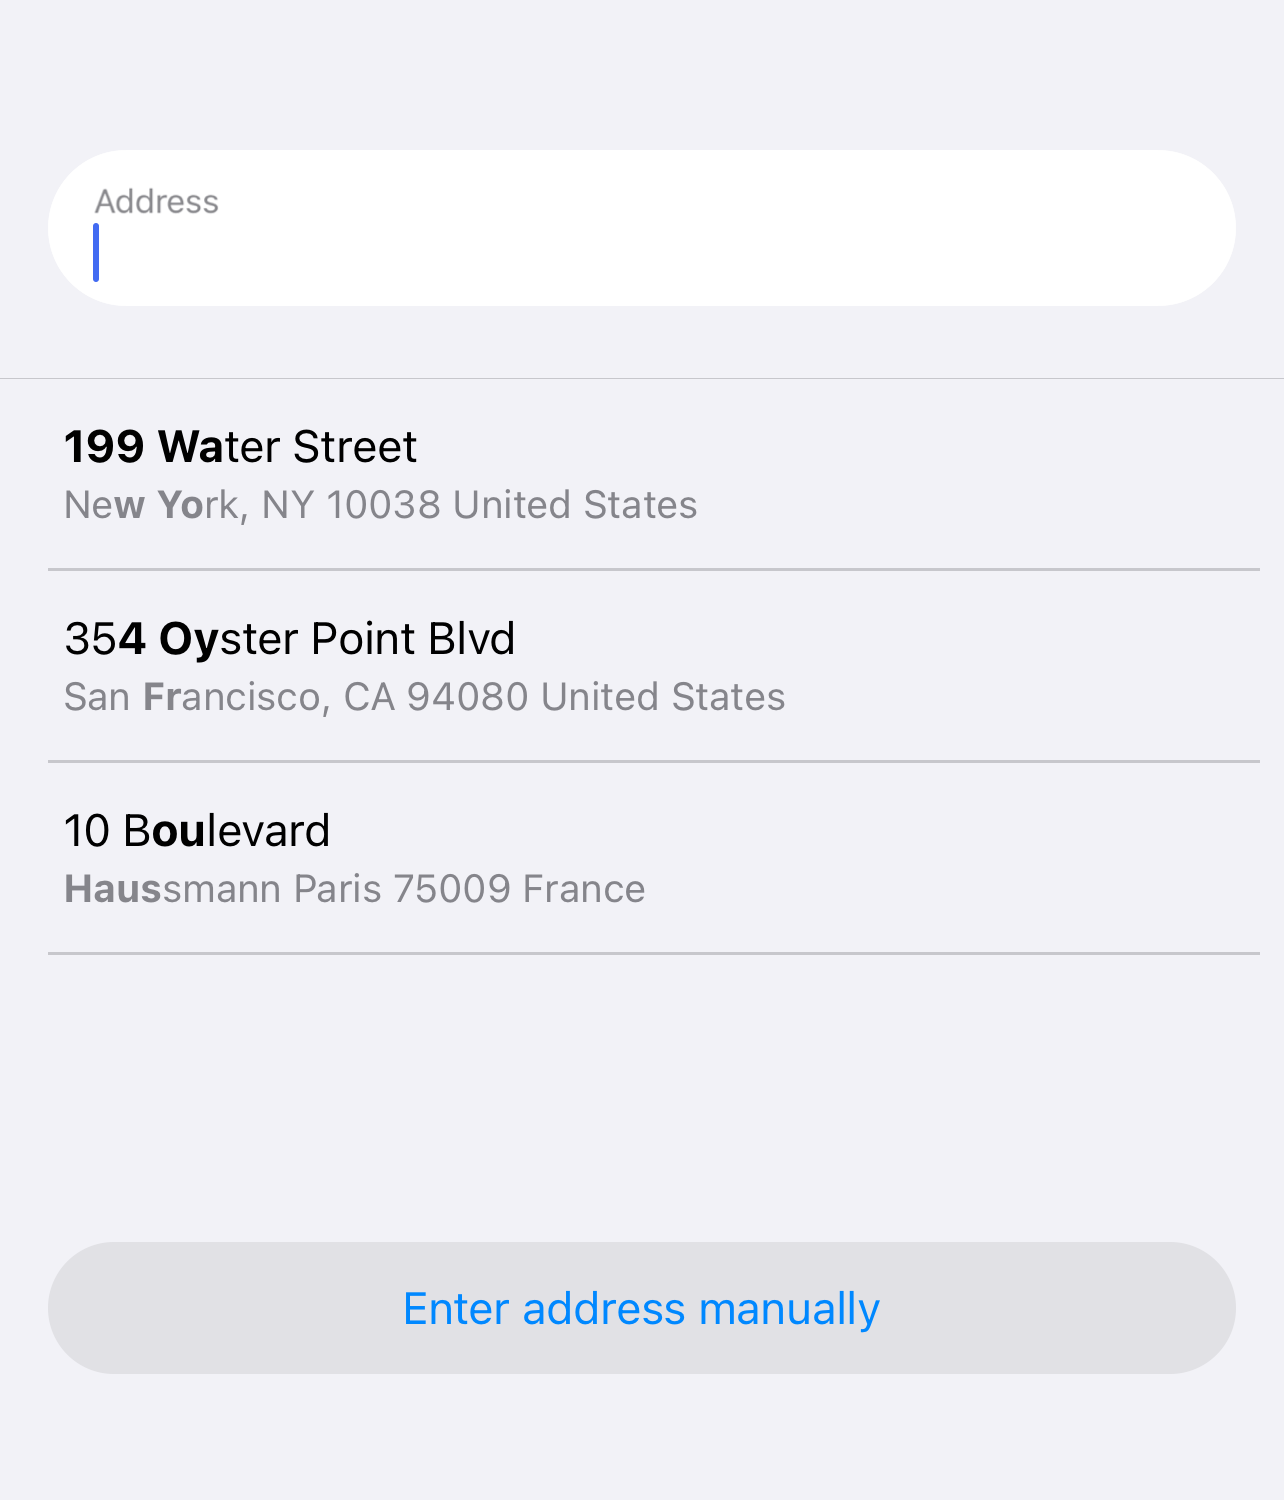 Address
199 Water Street
New York, NY 10038 United States
354 Oyster Point Blvd
San Francisco, CA 94080 United States
10 Boulevard
Haussmann Paris 75009 France
Enter address manually